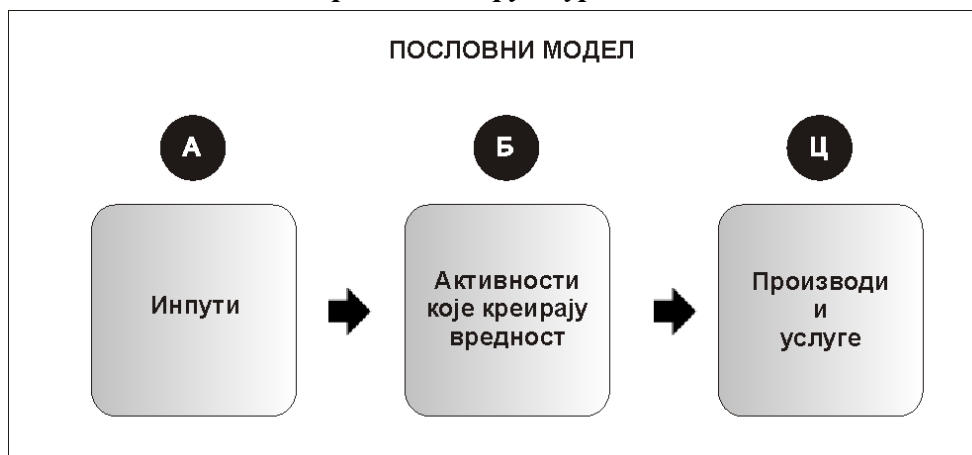 ПОСЛОВНИ МОДЕЛ
А
Б
Ц
Инпути
Активности
које креирају
вредност
Производи
и
услуге